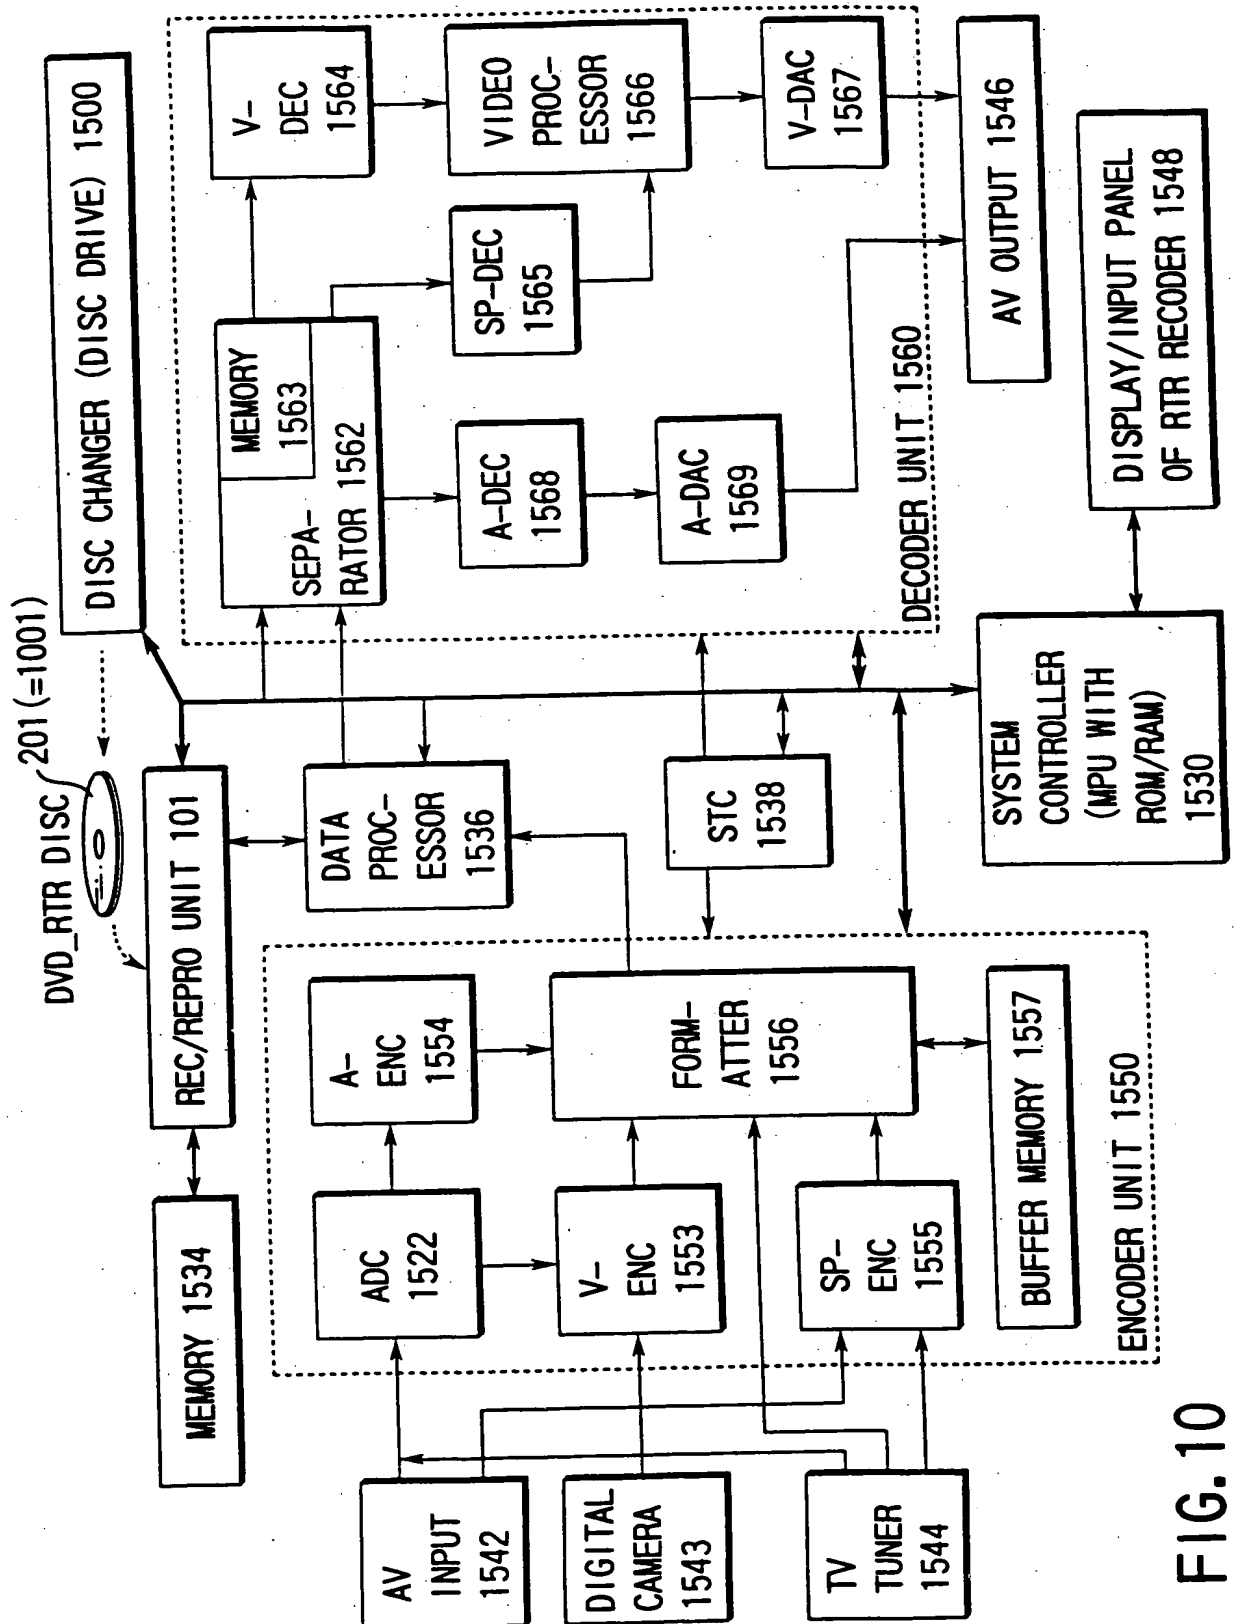 DISC CHANGER (DISC DRIVE) 1500
201(=1001)
DVD_RTR DISC
REC/REPRO UNIT 101
MEMORY 1534
V-
DEC
1564
VIDEO
PROC-
ESSOR
1566
V-DAC
1567
AV OUTPUT 1546
SP-DEC
1565
MEMORY
1563
SEPA-
RATOR 1562
A-DEC
1568
A-DAC
1569
DECODER UNIT 1560
DISPLAY/INPUT PANEL
OF RTR RECODER 1548
DATA
PROC-
ESSOR
1536
STC
1538
SYSTEM
CONTROLLER
(MPU WITH
ROM/RAM)
1530
A-
ENC
1554
FORM-
ATTER
1556
ADC
1522
V-
ENC
1553
SP-
ENC
1555
BUFFER MEMORY 1557
ENCODER UNIT 1550
AV
INPUT
1542
DIGITAL
CAMERA
1543
TV
TUNER
1544
FIG. 10